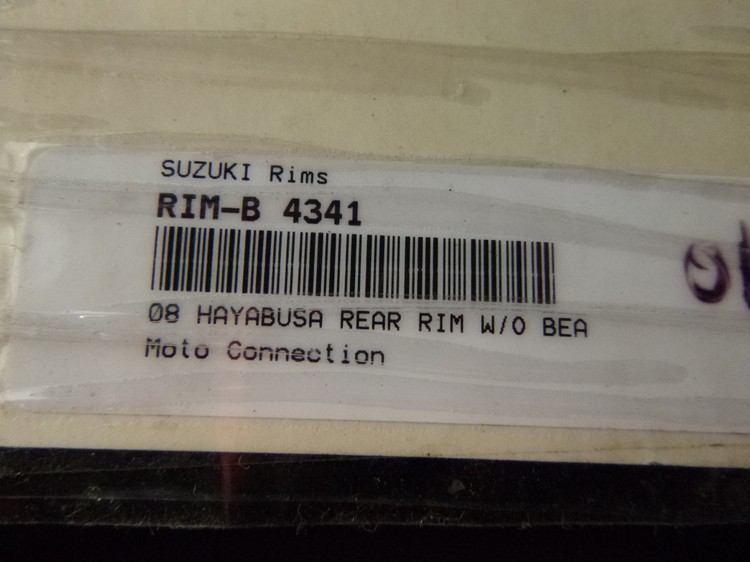 SUZUKI Rims
RIM-B 4341
08 HAYABUSA REAR RIM W/O BEA
Moto Connection